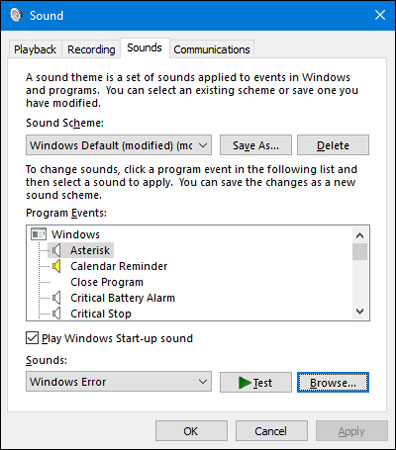 Sound
Playback Recording Sounds Communications
A sound theme is a set of sounds applied to events in Windows
and programs. You can select an existing scheme or save one you
have modified.
Sound Scheme:
Windows Default (modified) (mo Save As... Delete
To change sounds, click a program event in the following list and
then select a sound to apply. You can save the changes as a new
sound scheme.
Program Events:
Windows
Asterisk
Calendar Reminder
Close Program
Critical Battery Alarm
Critical Stop
Play Windows Start-up sound
Sounds:
Windows Error Test Browse...
OK Cancel Apply